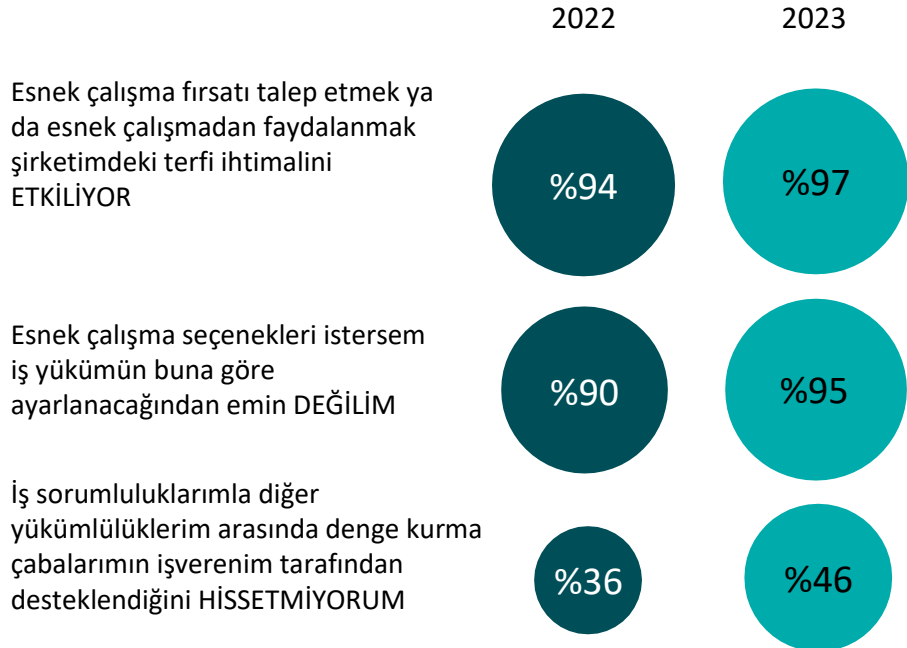 2022 2023
Esnek çalışma fırsatı talep etmek ya
da esnek çalışmadan faydalanmak
şirketimdeki terfi ihtimalini
ETKİLİYOR
%94 %97
Esnek çalışma seçenekleri istersem
iş yükümün buna göre
ayarlanacağından emin DEĞİLİM
%90 %95
İş sorumluluklarımla diğer
yükümlülüklerim arasında denge kurma
çabalarımın işverenim tarafından
desteklendiğini HİSSETMİYORUM
%36 %46